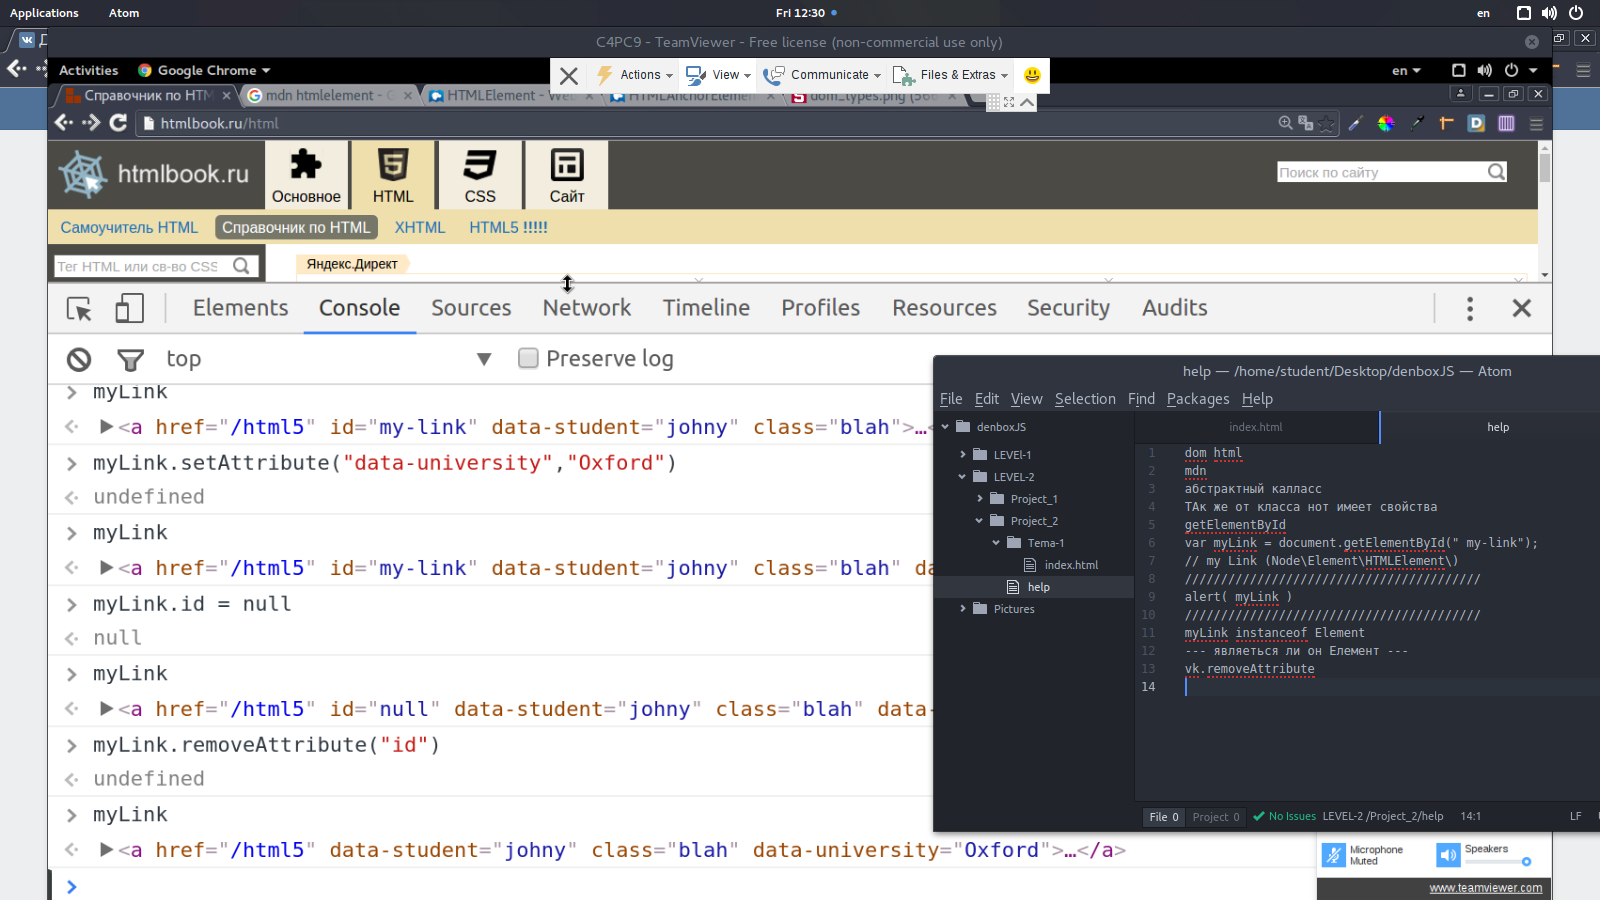 Applications Atom Fri 12:30 en
C4PC9 - TeamViewer - Free license (non-commercial use only)
Activities Google Chrome en
Actions View Communicate Files & Extras
Справочник по HTM mdn htmlelement - G HTMLElement - We HTMLAnchorElemen dom_types.png (566
htmlbook.ru/html
htmlbook.ru
Основное HTML CSS Сайт
Поиск по сайту
Самоучитель HTML Справочник по HTML XHTML HTML5 !!!!!
Тег HTML или св-во CSS
Яндекс.Директ
Elements Console Sources Network Timeline Profiles Resources Security Audits
top Preserve log
myLink
<a href="/html5" id="my-link" data-student="johny" class="blah">…
myLink.setAttribute("data-university","Oxford")
undefined
myLink
<a href="/html5" id="my-link" data-student="johny" class="blah" da
myLink.id = null
null
myLink
<a href="/html5" id="null" data-student="johny" class="blah" data-
myLink.removeAttribute("id")
undefined
myLink
<a href="/html5" data-student="johny" class="blah" data-university="Oxford">…</a>
help — /home/student/Desktop/denboxJS — Atom
File Edit View Selection Find Packages Help
denboxJS
LEVEl-1
LEVEL-2
Project_1
Project_2
Tema-1
index.html
help
Pictures
index.html help
1 dom html
2 mdn
3 абстрактный калласс
4 ТАк же от класса нот имеет свойства
5 getElementById
6 var myLink = document.getElementById(" my-link");
7 // my Link (Node\Element\HTMLElement\)
8 /////////////////////////////////////////
9 alert( myLink )
10 /////////////////////////////////////////
11 myLink instanceof Element
12 --- являеться ли он Елемент ---
13 vk.removeAttribute
14
File 0 Project 0 No Issues LEVEL-2 /Project_2/help 14:1 LF
Microphone
Muted
Speakers
www.teamviewer.com